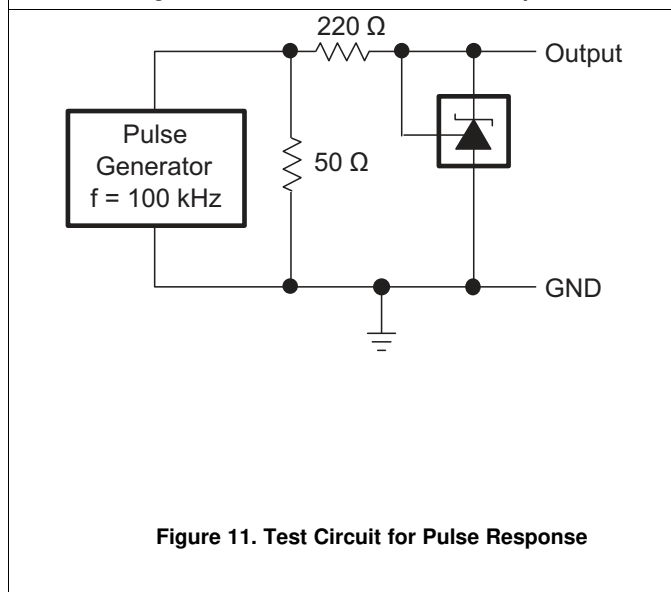 220 Ω
Output
Pulse
Generator
f = 100 kHz
50 Ω
GND
Figure 11. Test Circuit for Pulse Response